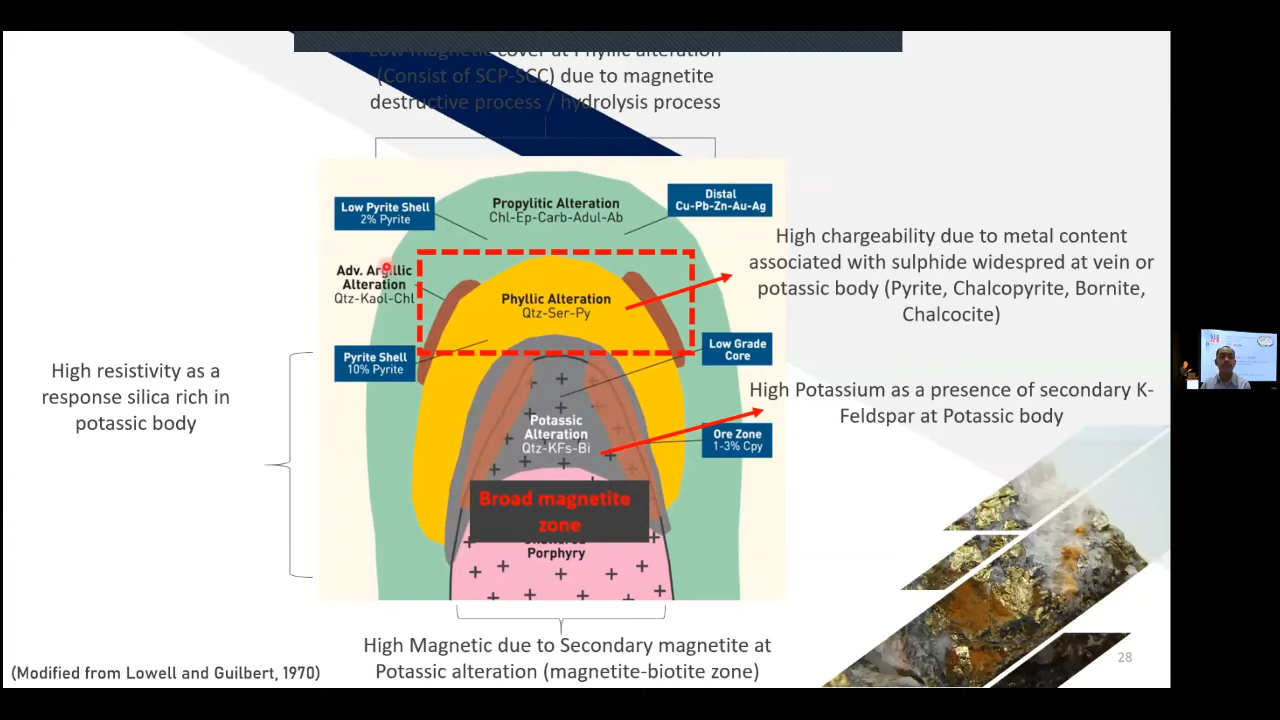 Low magnetic cover at Phyllic alteration
(Consist of SCP-SCC) due to magnetite
destructive process / hydrolysis process
Low Pyrite Shell
2% Pyrite
Propylitic Alteration
Chl-Ep-Carb-Adul-Ab
Distal
Cu-Pb-Zn-Au-Ag
Adv. Argillic
Alteration
Qtz-Kaol-Chl
Phyllic Alteration
Qtz-Ser-Py
High chargeability due to metal content
associated with sulphide widespred at vein or
potassic body (Pyrite, Chalcopyrite, Bornite,
Chalcocite)
Pyrite Shell
10% Pyrite
Low Grade
Core
High resistivity as a
response silica rich in
potassic body
High Potassium as a presence of secondary K-
Feldspar at Potassic body
Potassic
Alteration
Qtz-KFs-Bi
Ore Zone
1-3% Cpy
Broad magnetite
zone
Porphyry
High Magnetic due to Secondary magnetite at
Potassic alteration (magnetite-biotite zone)
(Modified from Lowell and Guilbert, 1970)
28